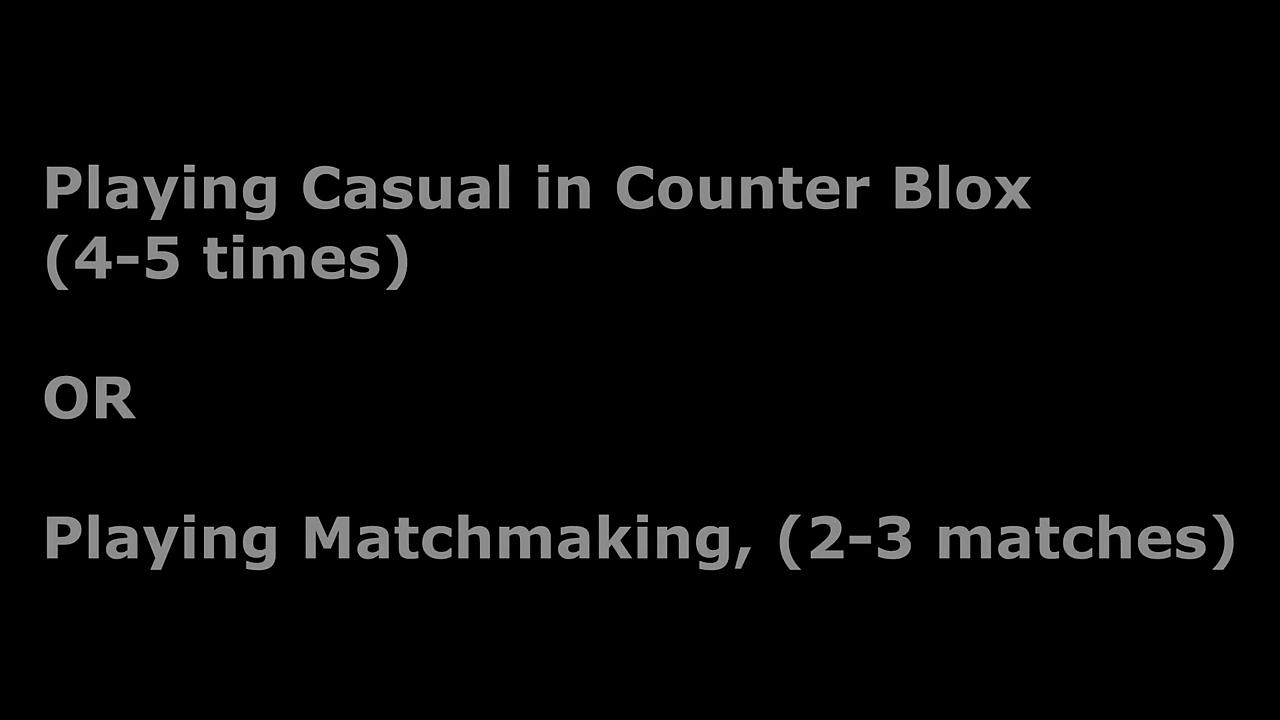 Playing Casual in Counter Blox
(4-5 times)
OR
Playing Matchmaking, (2-3 matches)